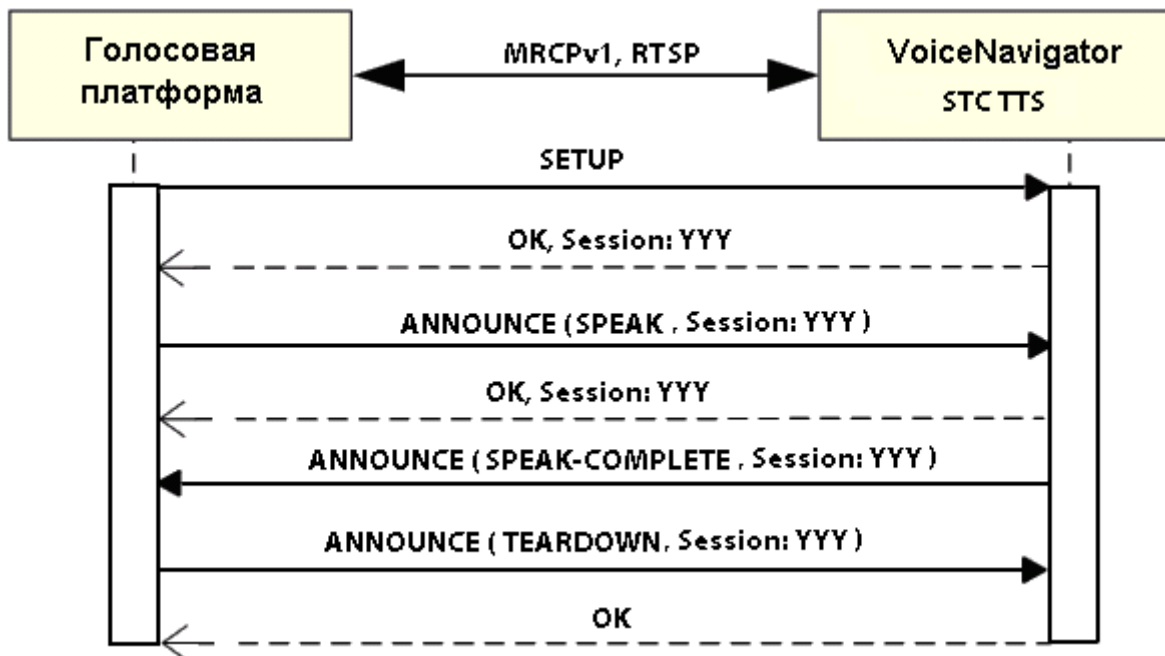 Голосовая
платформа
MRCPv1, RTSP
VoiceNavigator
STC TTS
SETUP
OK, Session: YYY
ANNOUNCE ( SPEAK , Session: YYY )
OK, Session: YYY
ANNOUNCE ( SPEAK-COMPLETE , Session: YYY )
ANNOUNCE ( TEARDOWN, Session: YYY )
OK